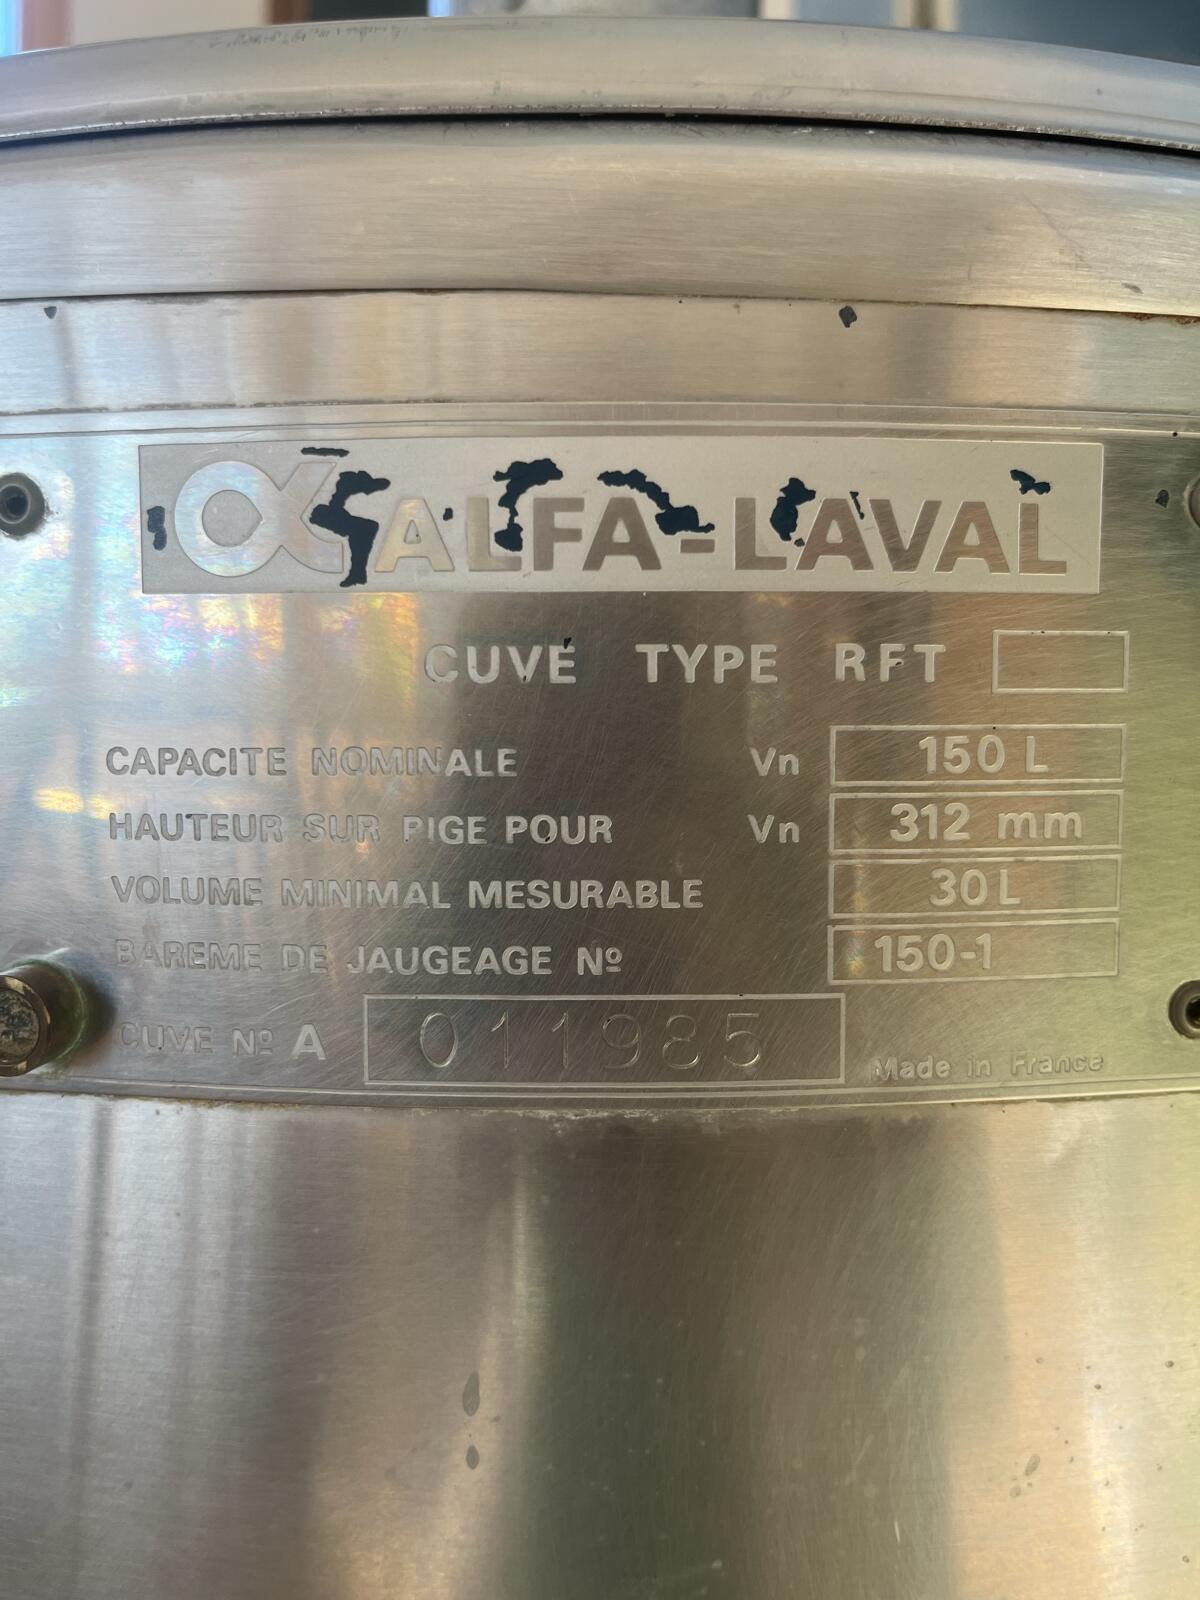 ALFA-LAVAL
CUVE TYPE RFT
CAPACITE NOMINALE Vn 150 L
HAUTEUR SUR PIGE POUR Vn 312 mm
VOLUME MINIMAL MESURABLE 30 L
BAREME DE JAUGEAGE Nº 150-1
CUVE Nº A 011985
Made in France